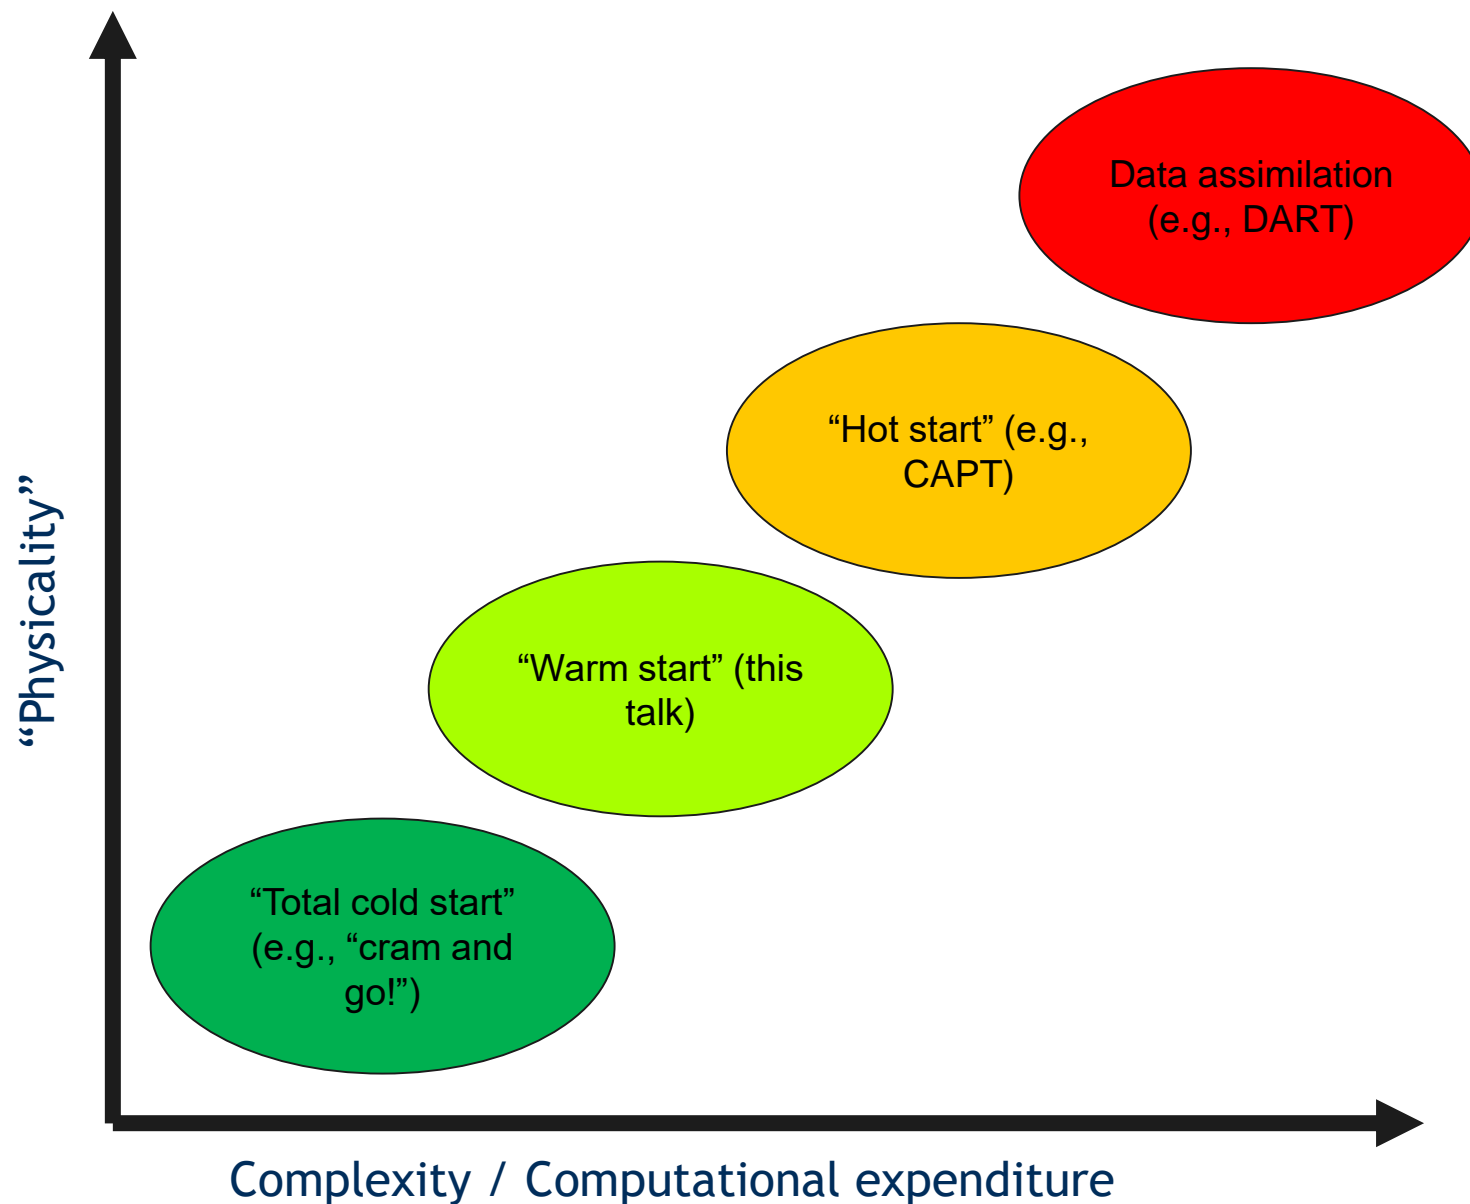 Data assimilation
(e.g., DART)
“Hot start” (e.g.,
CAPT)
“Physicality”
“Warm start” (this
talk)
“Total cold start”
(e.g., “cram and
go!”)
Complexity / Computational expenditure